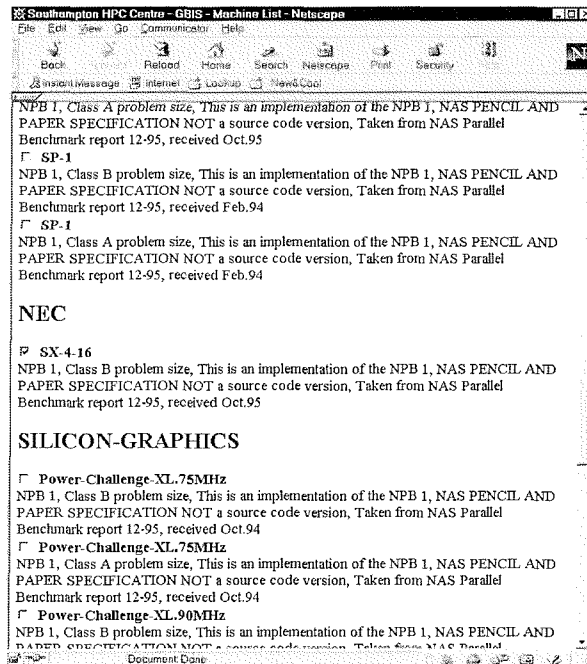 Southampton HPC Centre - GBIS - Machine List - Netscape
File Edit View Go Communicator Help
Back Reload Home Search Netscape Print Security
Instant Message Internet Lookup New&Cool
NPB 1, Class A problem size, This is an implementation of the NPB 1, NAS PENCIL AND
PAPER SPECIFICATION NOT a source code version, Taken from NAS Parallel
Benchmark report 12-95, received Oct.95
SP-1
NPB 1, Class B problem size, This is an implementation of the NPB 1, NAS PENCIL AND
PAPER SPECIFICATION NOT a source code version, Taken from NAS Parallel
Benchmark report 12-95, received Feb.94
SP-1
NPB 1, Class A problem size, This is an implementation of the NPB 1, NAS PENCIL AND
PAPER SPECIFICATION NOT a source code version, Taken from NAS Parallel
Benchmark report 12-95, received Feb.94
NEC
SX-4-16
NPB 1, Class B problem size, This is an implementation of the NPB 1, NAS PENCIL AND
PAPER SPECIFICATION NOT a source code version, Taken from NAS Parallel
Benchmark report 12-95, received Oct.95
SILICON-GRAPHICS
Power-Challenge-XL.75MHz
NPB 1, Class B problem size, This is an implementation of the NPB 1, NAS PENCIL AND
PAPER SPECIFICATION NOT a source code version, Taken from NAS Parallel
Benchmark report 12-95, received Oct.94
Power-Challenge-XL.75MHz
NPB 1, Class A problem size, This is an implementation of the NPB 1, NAS PENCIL AND
PAPER SPECIFICATION NOT a source code version, Taken from NAS Parallel
Benchmark report 12-95, received Oct.94
Power-Challenge-XL.90MHz
NPB 1, Class B problem size, This is an implementation of the NPB 1, NAS PENCIL AND
PAPER SPECIFICATION NOT a source code version, Taken from NAS Parallel
Document Done